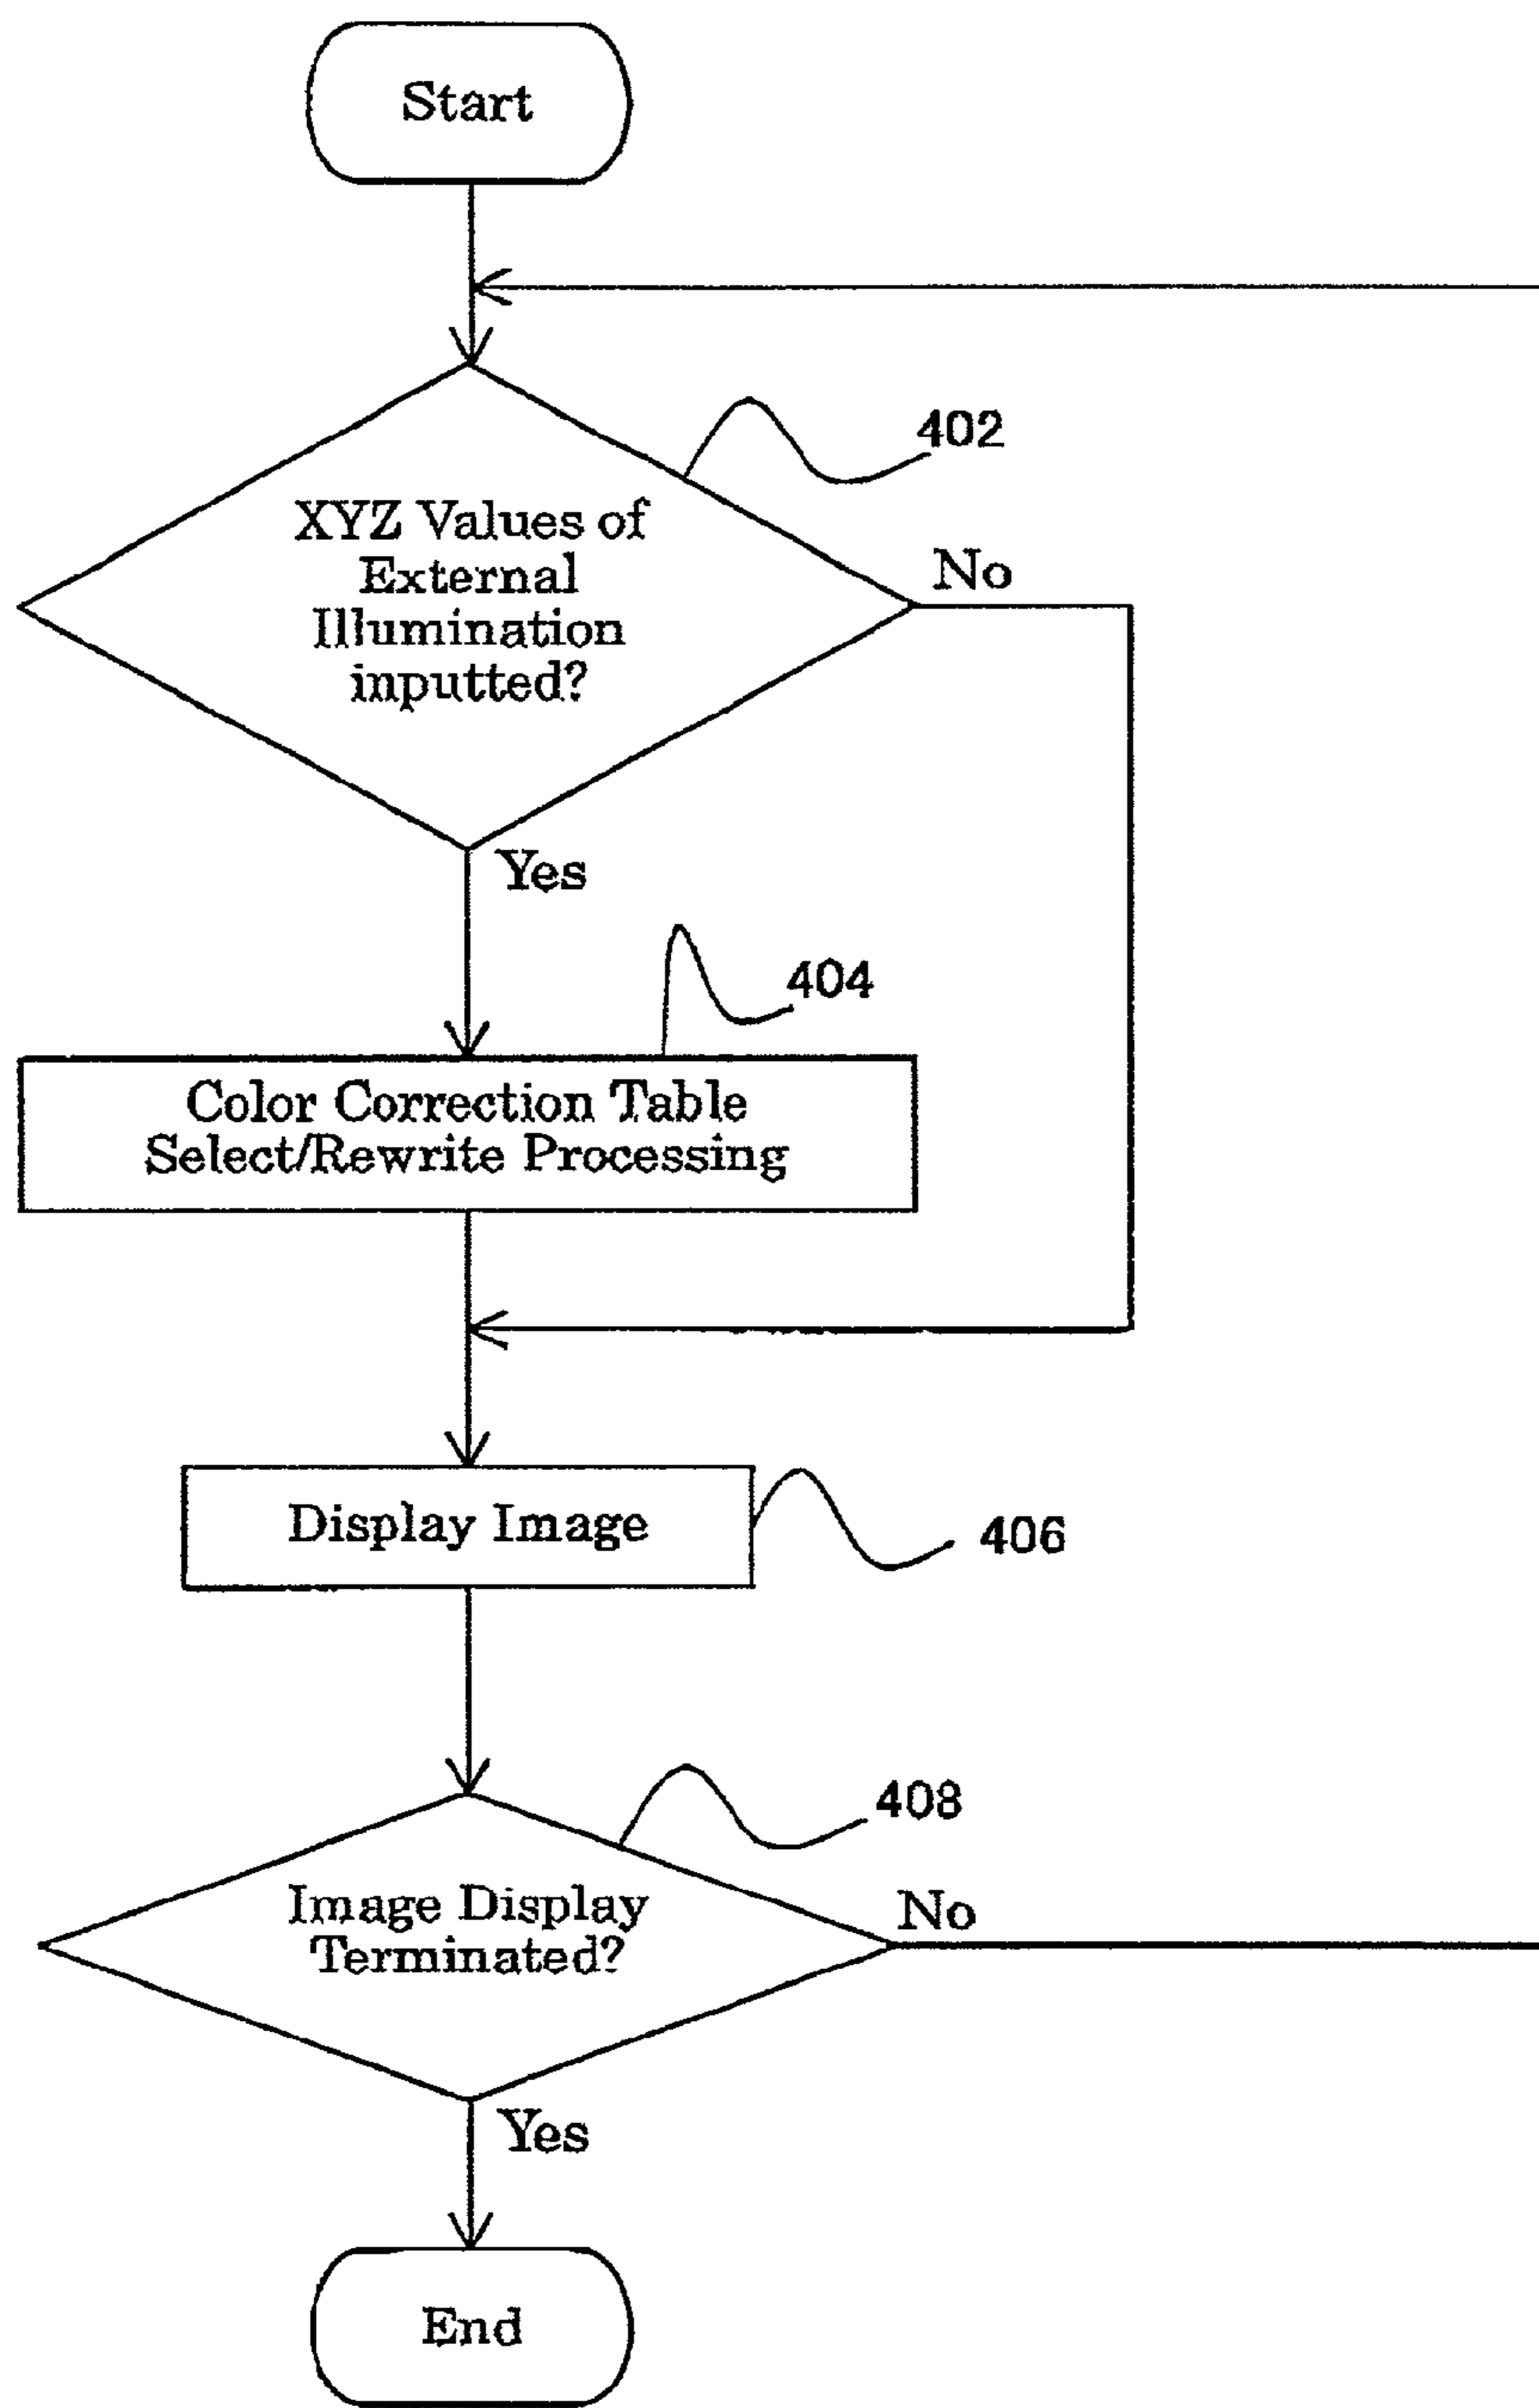 Start
402
XYZ Values of
External
Illumination
inputted?
No
Yes
404
Color Correction Table
Select/Rewrite Processing
Display Image
406
408
Image Display
Terminated?
No
Yes
End